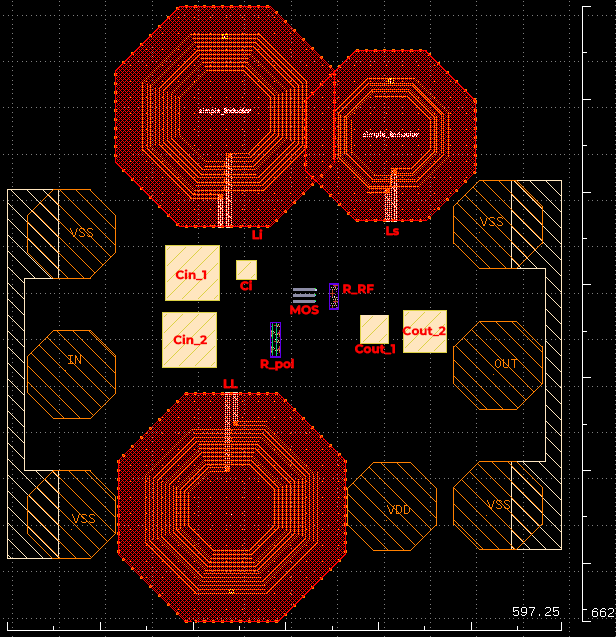 simple_inductor
simple_inductor
Li
Ls
VSS
VSS
Cin_1
Ci
R_RF
MOS
Cin_2
Cout_1
Cout_2
R_pol
IN
OUT
LL
VSS
VDD
VSS
597.25
662